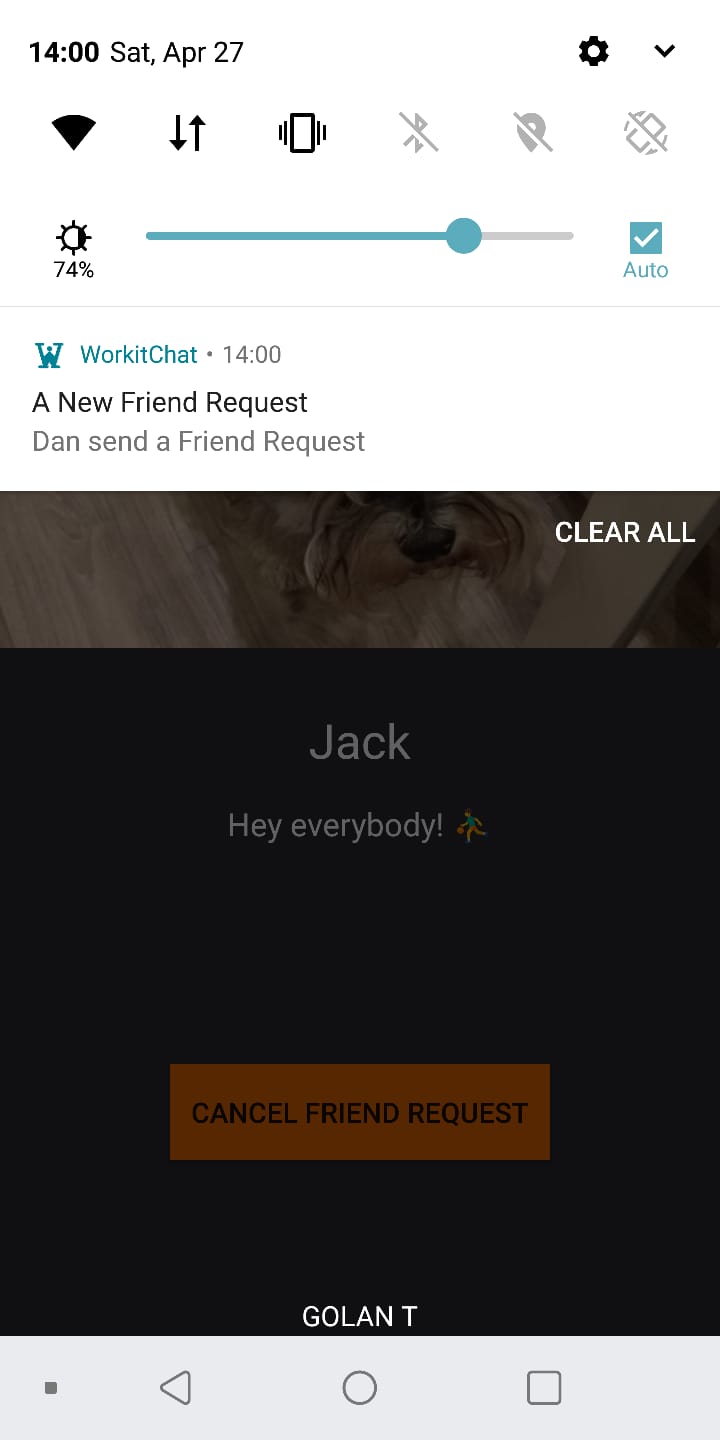 14:00 Sat, Apr 27
74%
Auto
WorkitChat • 14:00
A New Friend Request
Dan send a Friend Request
CLEAR ALL
Jack
Hey everybody! ⛹️‍♂️
CANCEL FRIEND REQUEST
GOLAN T